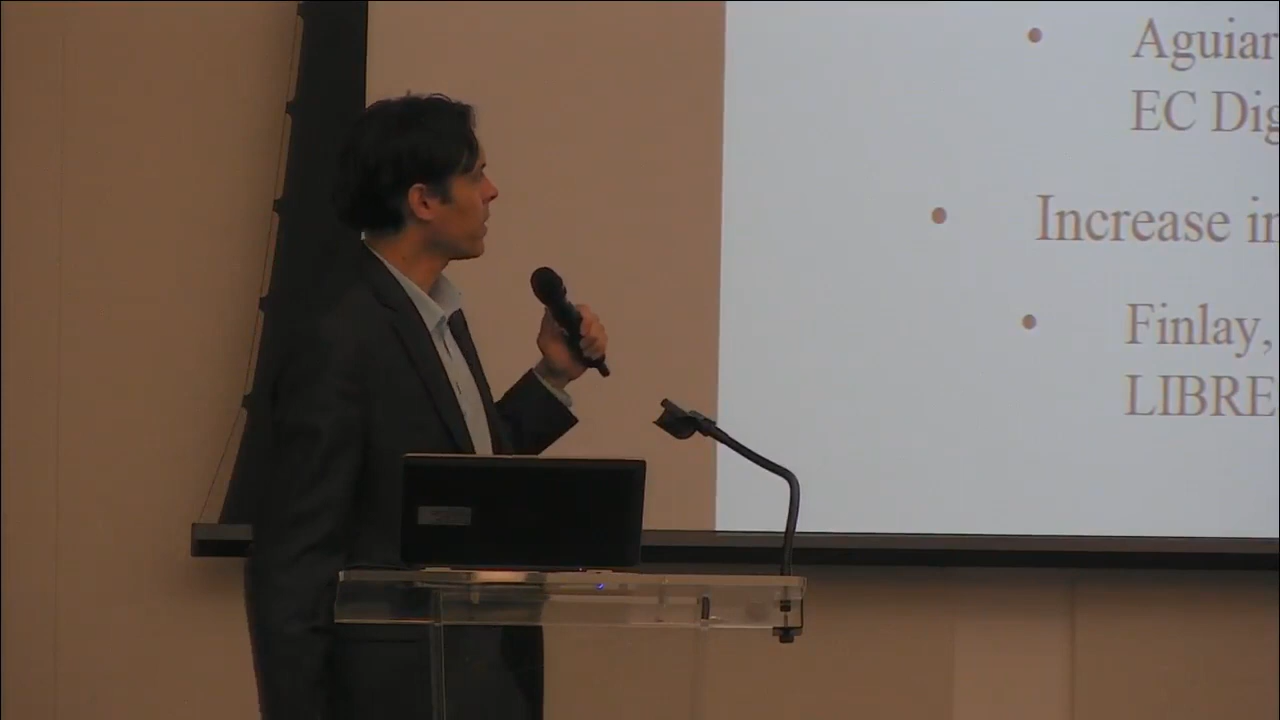 • Aguiar
EC Dig
• Increase in
• Finlay,
LIBRE